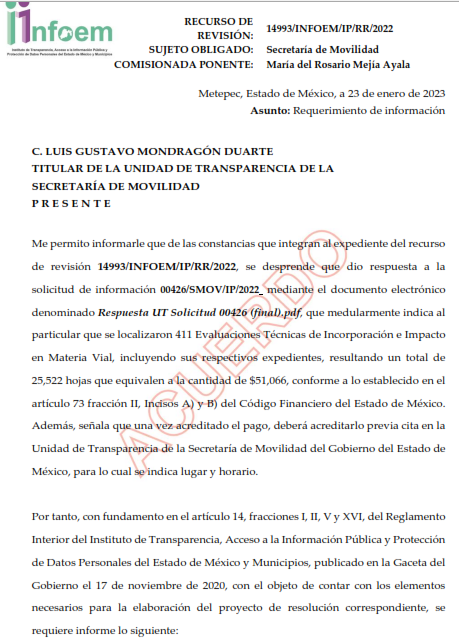 infoem
Instituto de Transparencia, Acceso a la Información Pública y
Protección de Datos Personales del Estado de México y Municipios
RECURSO DE
REVISIÓN:
14993/INFOEM/IP/RR/2022
SUJETO OBLIGADO: Secretaría de Movilidad
COMISIONADA PONENTE: María del Rosario Mejía Ayala
Metepec, Estado de México, a 23 de enero de 2023
Asunto: Requerimiento de información
C. LUIS GUSTAVO MONDRAGÓN DUARTE
TITULAR DE LA UNIDAD DE TRANSPARENCIA DE LA
SECRETARÍA DE MOVILIDAD
P R E S E N T E
Me permito informarle que de las constancias que integran al expediente del recurso
de revisión 14993/INFOEM/IP/RR/2022, se desprende que dio respuesta a la
solicitud de información 00426/SMOV/IP/2022, mediante el documento electrónico
denominado Respuesta UT Solicitud 00426 (final).pdf, que medularmente indica al
particular que se localizaron 411 Evaluaciones Técnicas de Incorporación e Impacto
en Materia Vial, incluyendo sus respectivos expedientes, resultando un total de
25,522 hojas que equivalen a la cantidad de $51,066, conforme a lo establecido en el
artículo 73 fracción II, Incisos A) y B) del Código Financiero del Estado de México.
Además, señala que una vez acreditado el pago, deberá acreditarlo previa cita en la
Unidad de Transparencia de la Secretaría de Movilidad del Gobierno del Estado de
México, para lo cual se indica lugar y horario.
Por tanto, con fundamento en el artículo 14, fracciones I, II, V y XVI, del Reglamento
Interior del Instituto de Transparencia, Acceso a la Información Pública y Protección
de Datos Personales del Estado de México y Municipios, publicado en la Gaceta del
Gobierno el 17 de noviembre de 2020, con el objeto de contar con los elementos
necesarios para la elaboración del proyecto de resolución correspondiente, se
requiere informe lo siguiente:
ACUERDO